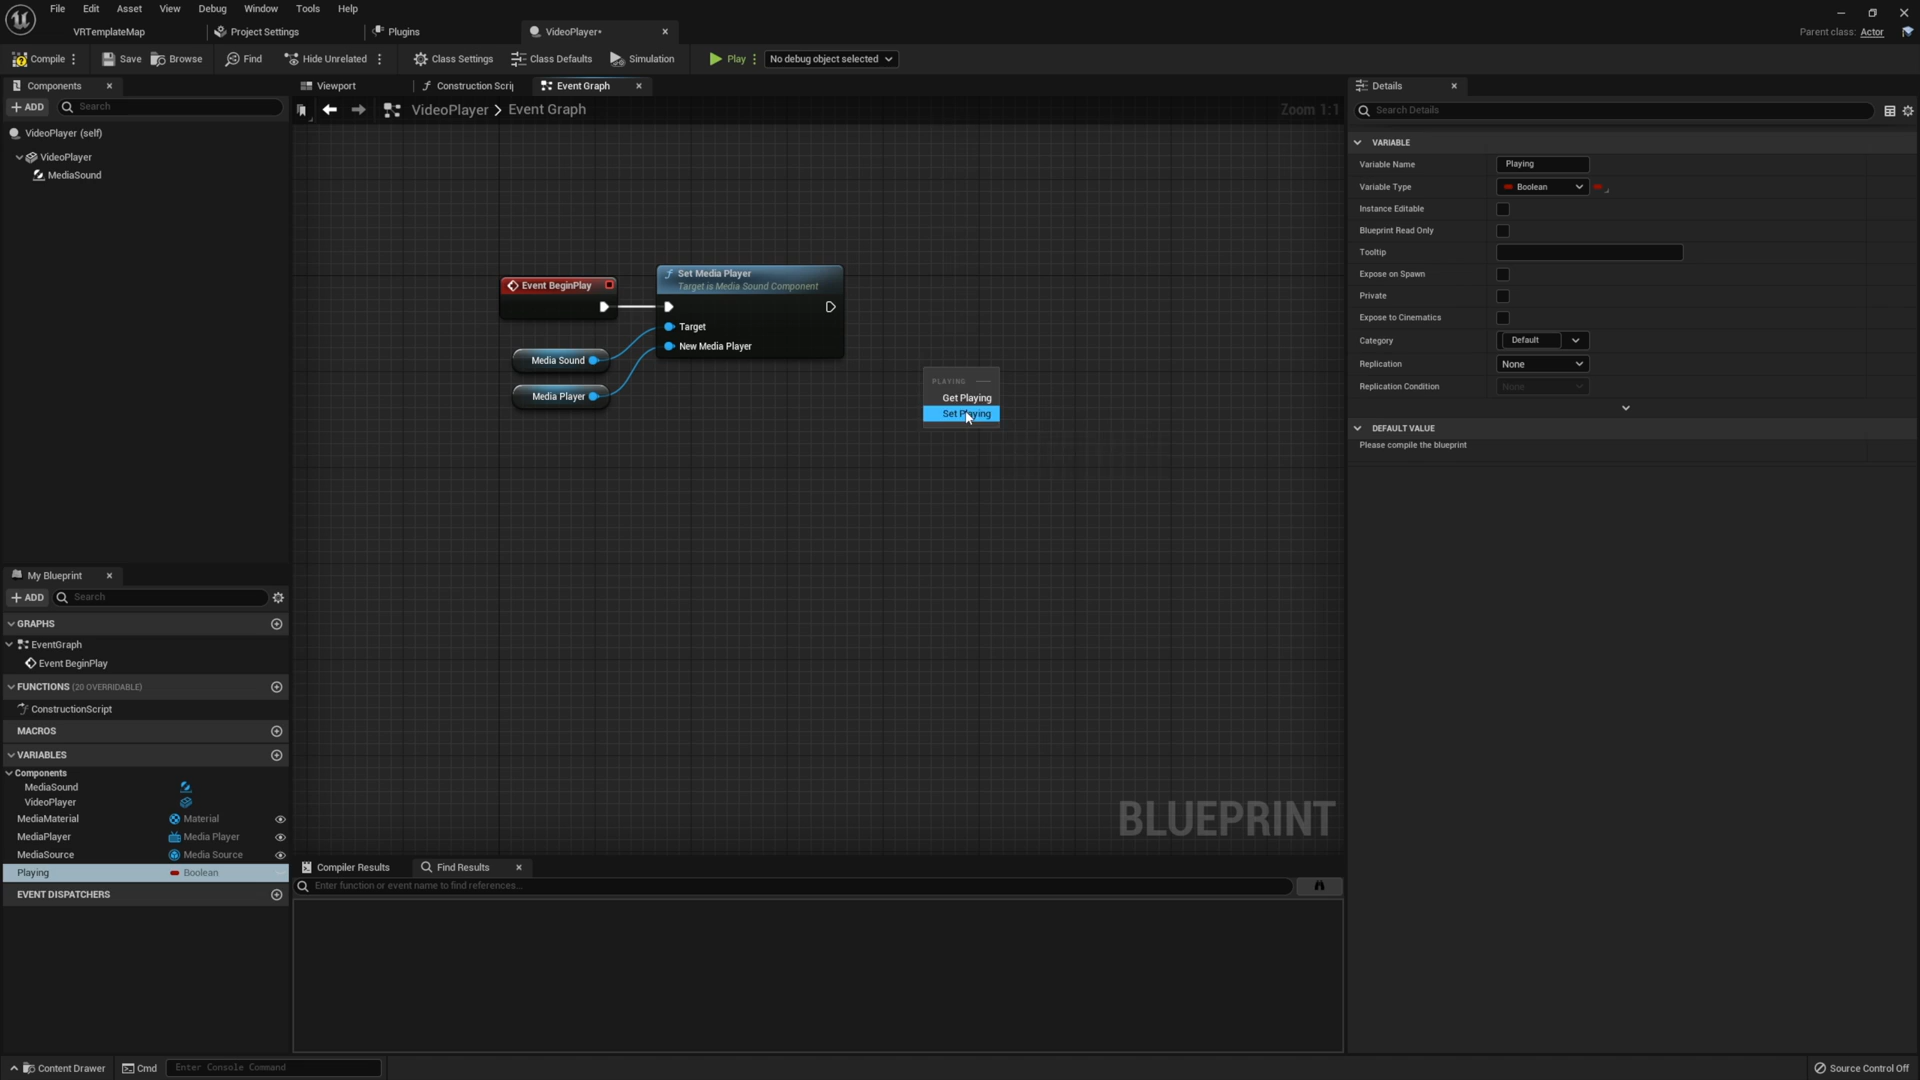 File Edit Asset View Debug Window Tools Help
VRTemplateMap Project Settings Plugins VideoPlayer•
Parent class: Actor
Compile Save Browse Find Hide Unrelated Class Settings Class Defaults Simulation Play No debug object selected
Components
ADD Search
VideoPlayer (self)
VideoPlayer
MediaSound
Viewport Construction Scrip Event Graph
VideoPlayer > Event Graph
Zoom 1:1
Event BeginPlay
Set Media Player
Target is Media Sound Component
Target
New Media Player
Media Sound
Media Player
PLAYING
Get Playing
Set Playing
BLUEPRINT
My Blueprint
ADD Search
GRAPHS
EventGraph
Event BeginPlay
FUNCTIONS (20 OVERRIDABLE)
ConstructionScript
MACROS
VARIABLES
Components
MediaSound
VideoPlayer
MediaMaterial Material
MediaPlayer Media Player
MediaSource Media Source
Playing Boolean
EVENT DISPATCHERS
Compiler Results Find Results
Enter function or event name to find references...
Details
Search Details
VARIABLE
Variable Name Playing
Variable Type Boolean
Instance Editable
Blueprint Read Only
Tooltip
Expose on Spawn
Private
Expose to Cinematics
Category Default
Replication None
Replication Condition None
DEFAULT VALUE
Please compile the blueprint
Content Drawer Cmd Enter Console Command
Source Control Off